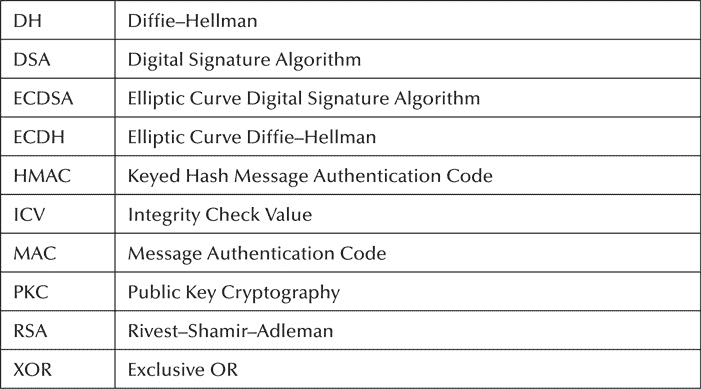 DH Diffie–Hellman
DSA Digital Signature Algorithm
ECDSA Elliptic Curve Digital Signature Algorithm
ECDH Elliptic Curve Diffie–Hellman
HMAC Keyed Hash Message Authentication Code
ICV Integrity Check Value
MAC Message Authentication Code
PKC Public Key Cryptography
RSA Rivest–Shamir–Adleman
XOR Exclusive OR